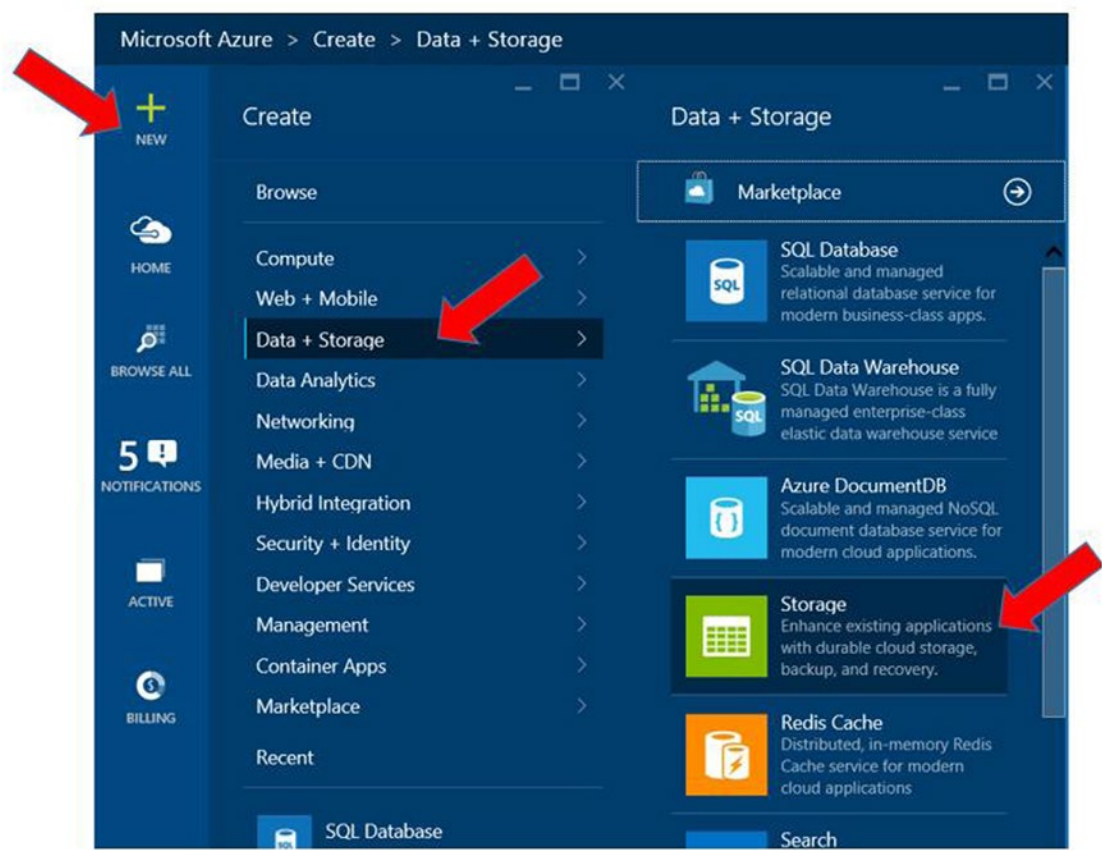 Microsoft Azure > Create > Data + Storage
NEW
HOME
BROWSE ALL
5
NOTIFICATIONS
ACTIVE
BILLING
Create
Browse
Compute
Web + Mobile
Data + Storage
Data Analytics
Networking
Media + CDN
Hybrid Integration
Security + Identity
Developer Services
Management
Container Apps
Marketplace
Recent
SQL
SQL Database
Data + Storage
Marketplace
SQL
SQL Database
Scalable and managed
relational database service for
modern business-class apps.
SQL
SQL Data Warehouse
SQL Data Warehouse is a fully
managed enterprise-class
elastic data warehouse service
Azure DocumentDB
Scalable and managed NoSQL
document database service for
modern cloud applications.
Storage
Enhance existing applications
with durable cloud storage,
backup, and recovery.
Redis Cache
Distributed, in-memory Redis
Cache service for modern
cloud applications
Search